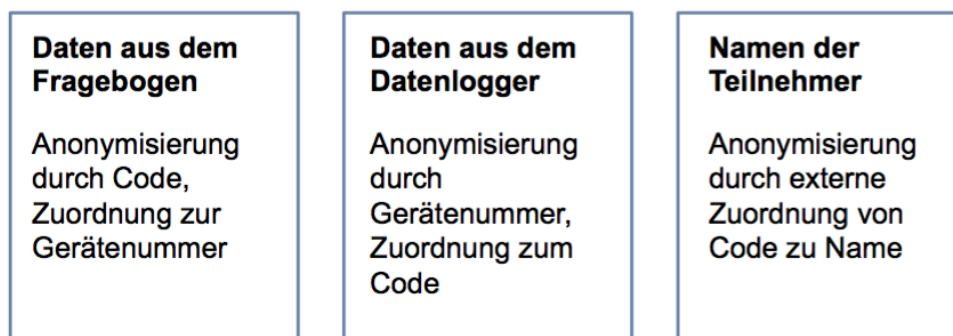 Daten aus dem
Fragebogen
Anonymisierung
durch Code,
Zuordnung zur
Gerätenummer
Daten aus dem
Datenlogger
Anonymisierung
durch
Gerätenummer,
Zuordnung zum
Code
Namen der
Teilnehmer
Anonymisierung
durch externe
Zuordnung von
Code zu Name